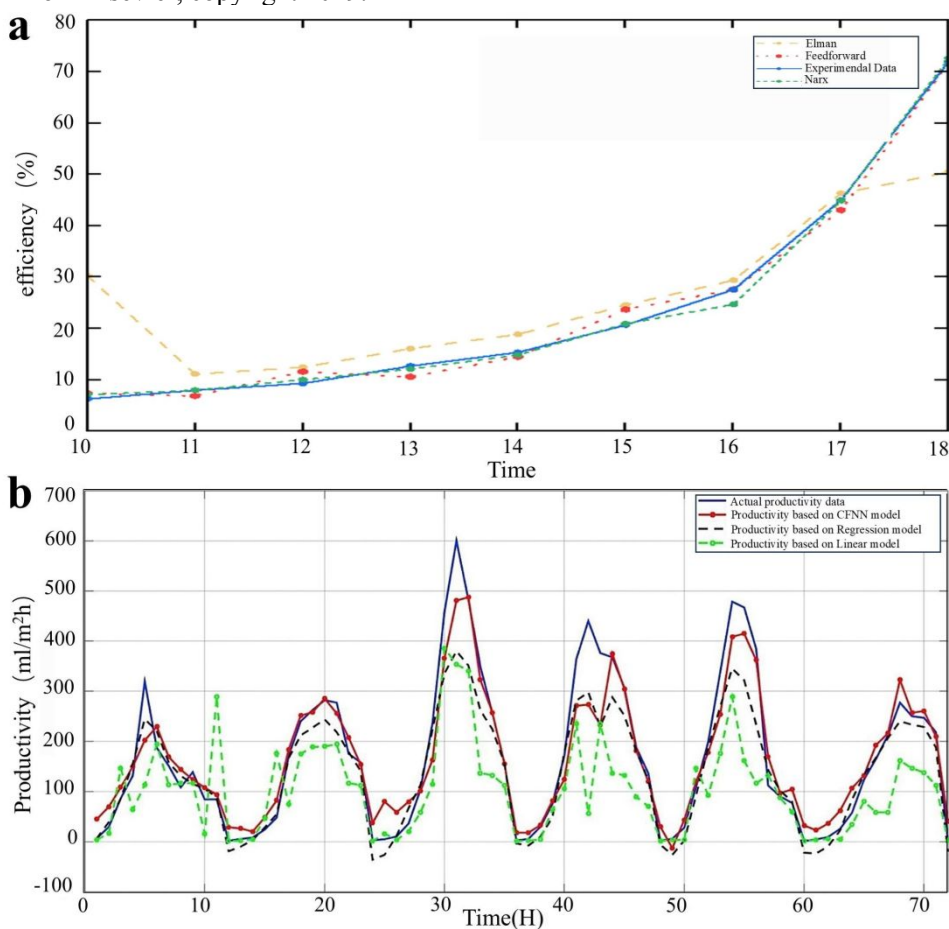 a
80
70
60
50
40
30
20
10
0
efficiency (%)
10 11 12 13 14 15 16 17 18
Time
Elman
Feedforward
Experimendal Data
Narx
b
700
600
500
400
300
200
100
0
-100
Productivity (ml/m²h)
0 10 20 30 40 50 60 70
Time(H)
Actual productivity data
Productivity based on CFNN model
Productivity based on Regression model
Productivity based on Linear model